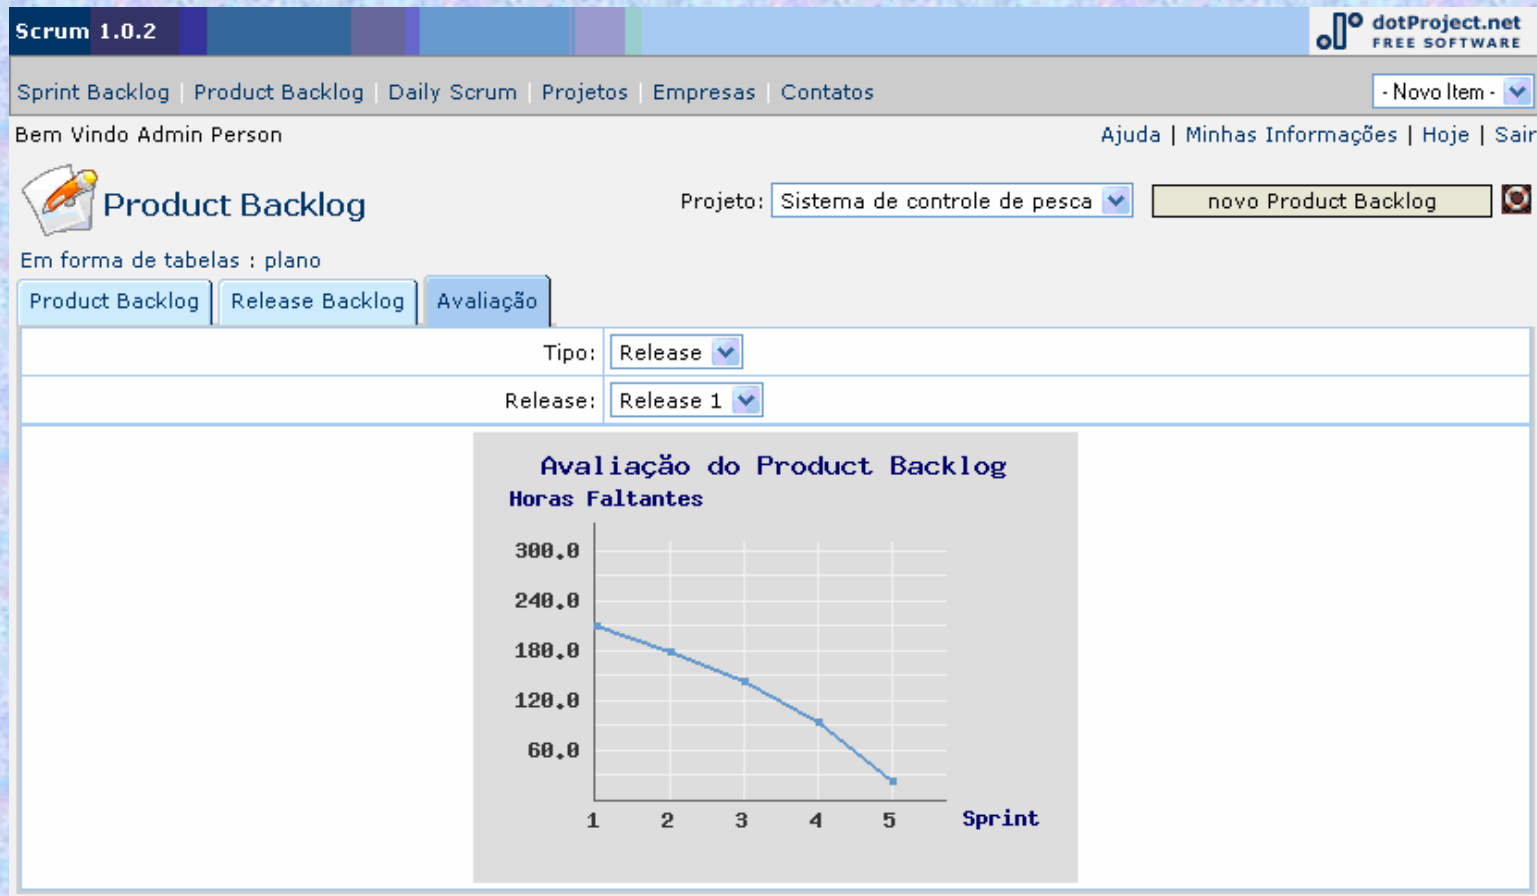 Scrum 1.0.2
dotProject.net
FREE SOFTWARE
Sprint Backlog | Product Backlog | Daily Scrum | Projetos | Empresas | Contatos
- Novo Item -
Bem Vindo Admin Person
Ajuda | Minhas Informações | Hoje | Sair
Product Backlog
Projeto: Sistema de controle de pesca
novo Product Backlog
Em forma de tabelas : plano
Product Backlog
Release Backlog
Avaliação
Tipo: Release
Release: Release 1
Avaliação do Product Backlog
Horas Faltantes
300.0
240.0
180.0
120.0
60.0
1 2 3 4 5 Sprint